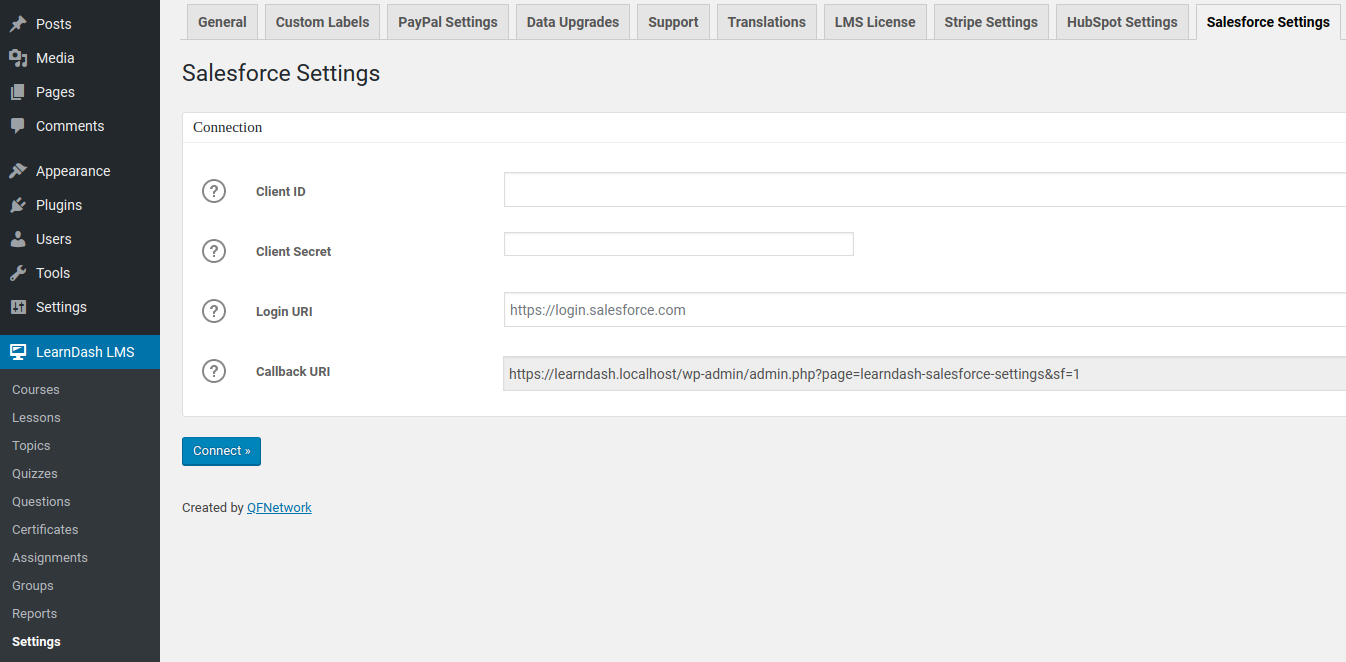 Posts
Media
Pages
Comments
Appearance
Plugins
Users
Tools
Settings
LearnDash LMS
Courses
Lessons
Topics
Quizzes
Questions
Certificates
Assignments
Groups
Reports
Settings
General Custom Labels PayPal Settings Data Upgrades Support Translations LMS License Stripe Settings HubSpot Settings Salesforce Settings
Salesforce Settings
Connection
? Client ID
? Client Secret
? Login URI https://login.salesforce.com
? Callback URI https://learndash.localhost/wp-admin/admin.php?page=learndash-salesforce-settings&sf=1
Connect »
Created by QFNetwork